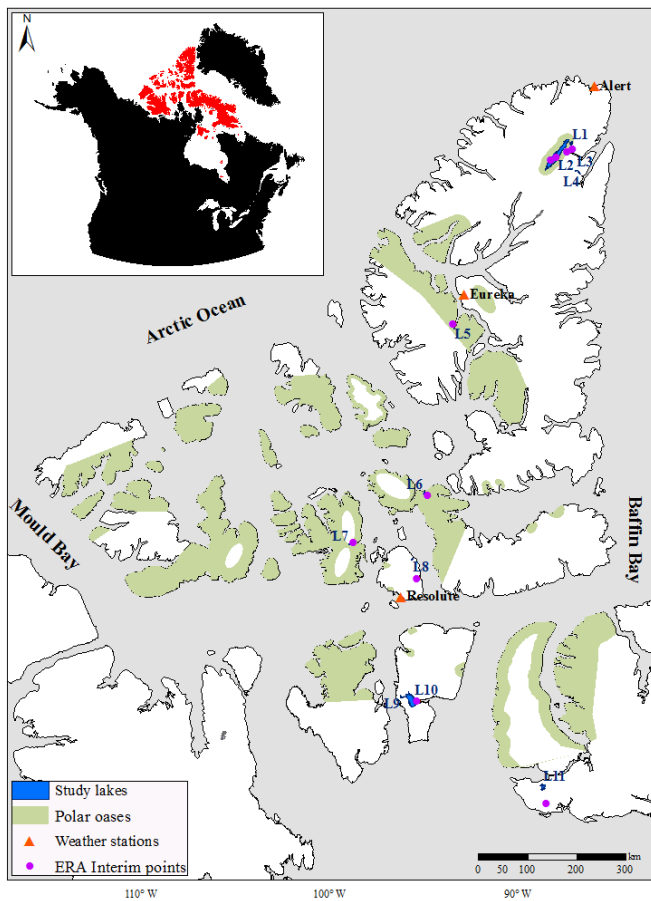 N
Alert
L1
L3
L2
L4
Eureka
L5
Arctic Ocean
L6
Mould Bay
Baffin Bay
L7
L8
Resolute
L10
L9
L11
Study lakes
Polar oases
Weather stations
ERA Interim points
0 50 100 200 300 km
110° W 100° W 90° W